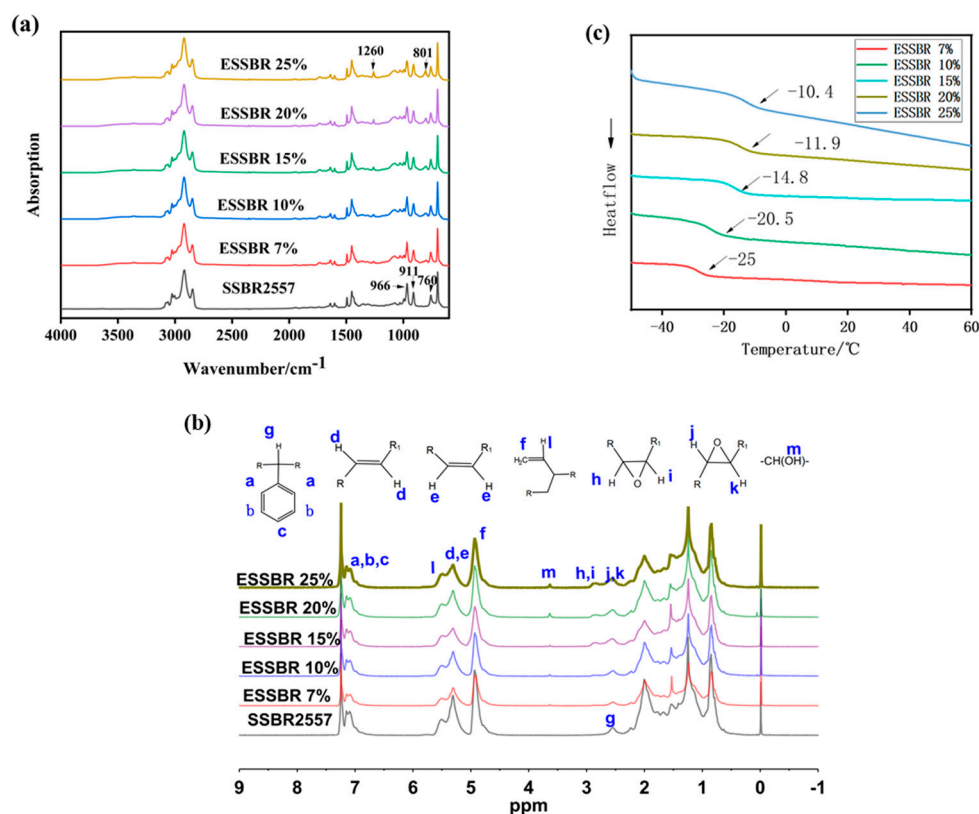 (a)
Absorption
ESSBR 25%
ESSBR 20%
ESSBR 15%
ESSBR 10%
ESSBR 7%
SSBR2557
1260
801
966
911
760
4000 3000 2500 2000 1500 1000
Wavenumber/cm-1
(c)
Heatflow
ESSBR 7%
ESSBR 10%
ESSBR 15%
ESSBR 20%
ESSBR 25%
-10.4
-11.9
-14.8
-20.5
-25
-40 -20 0 20 40 60
Temperature/℃
(b)
g
H
R R
a a
b b
c
d
H R1
R H
d
R1
R
H H
e e
f l
H
H2C
R
R
R R1
h H O H i
j
H O R1
R H
k
m
-CH(OH)-
ESSBR 25%
ESSBR 20%
ESSBR 15%
ESSBR 10%
ESSBR 7%
SSBR2557
a,b,c
l
d,e
f
m
h,i
j,k
g
9 8 7 6 5 4 3 2 1 0 -1
ppm